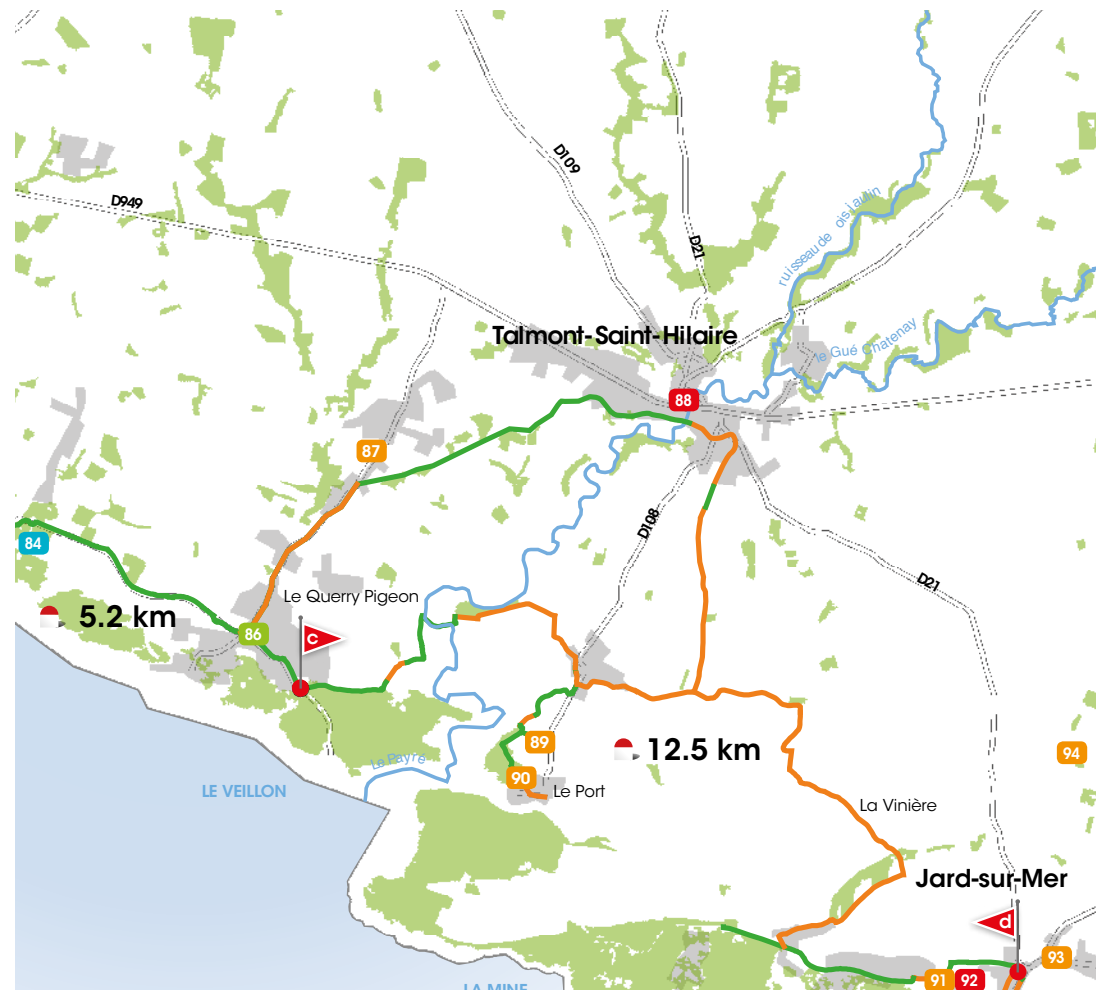 D109
D949
D21
ruisseau de
oisjaulin
Talmont-Saint-Hilaire
le Gué Chatenay
88
87
D108
84
D21
Le Querry Pigeon
5.2 km
86
c
89
12.5 km
94
Le Payré
90
LE VEILLON
Le Port
La Vinière
Jard-sur-Mer
d
93
91
92
LA MINE